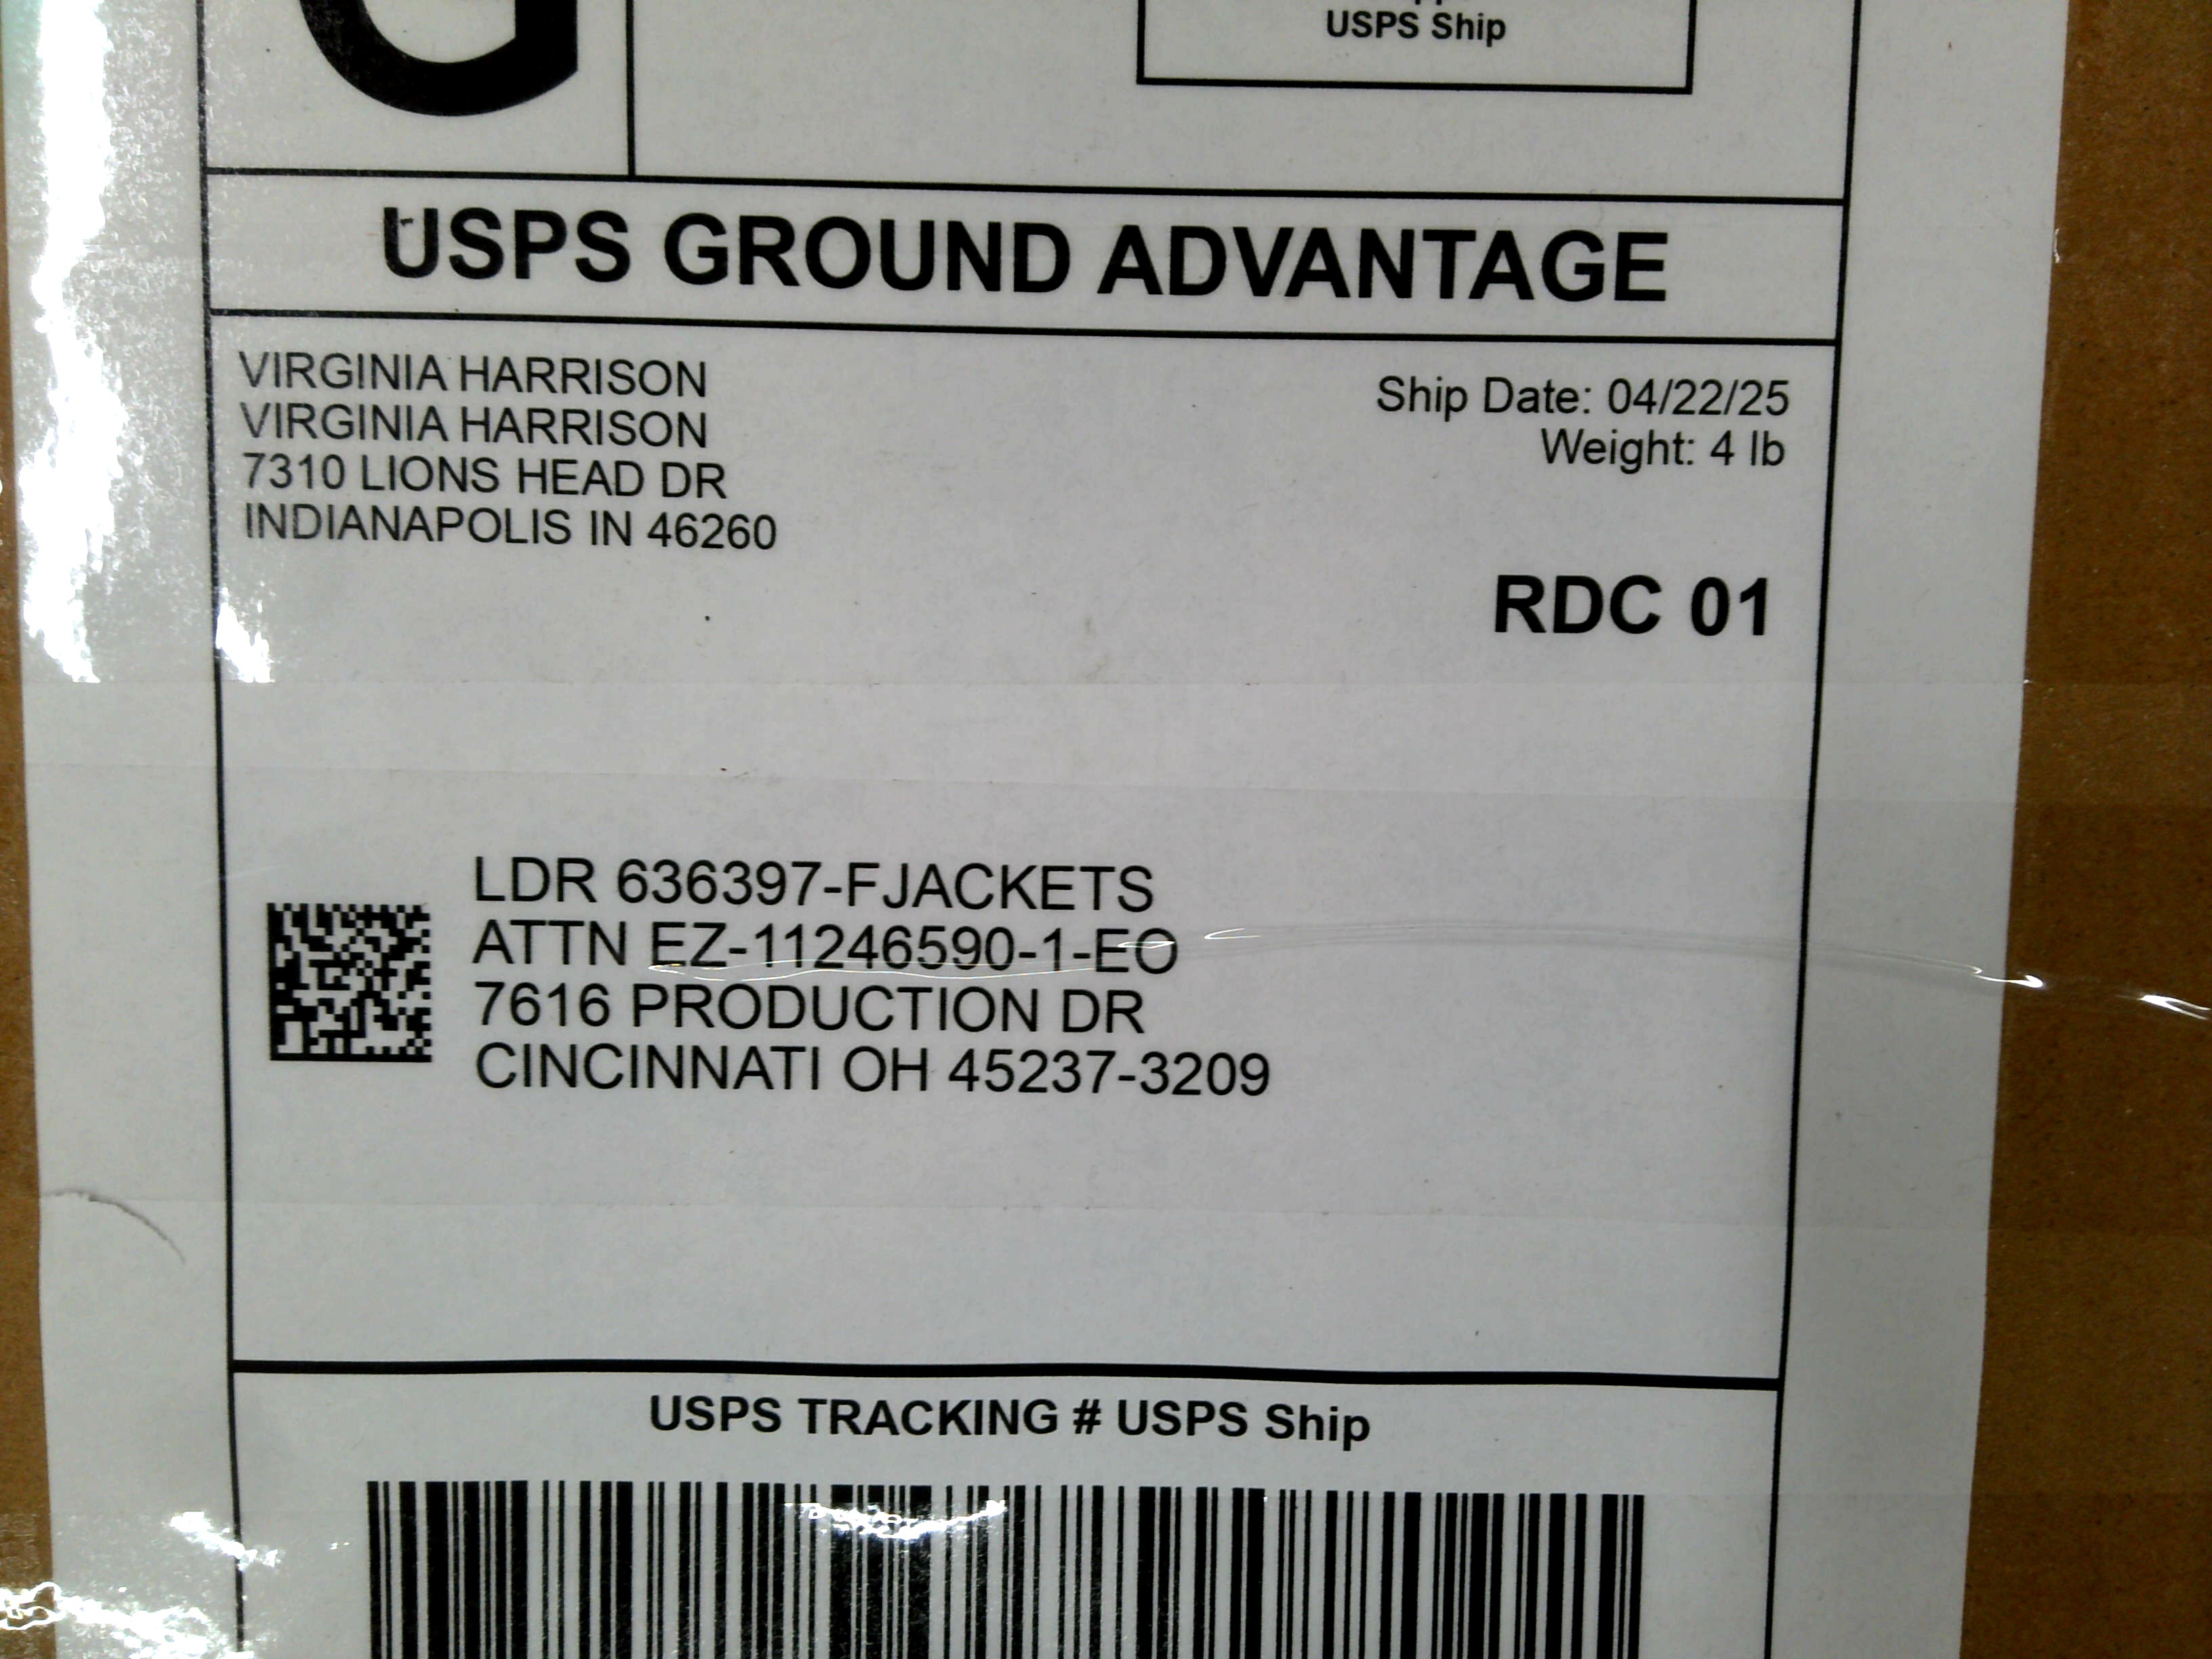 G
USPS Ship
USPS GROUND ADVANTAGE
VIRGINIA HARRISON
VIRGINIA HARRISON
7310 LIONS HEAD DR
INDIANAPOLIS IN 46260
Ship Date: 04/22/25
Weight: 4 lb
RDC 01
LDR 636397-FJACKETS
ATTN EZ-11246590-1-EO
7616 PRODUCTION DR
CINCINNATI OH 45237-3209
USPS TRACKING # USPS Ship